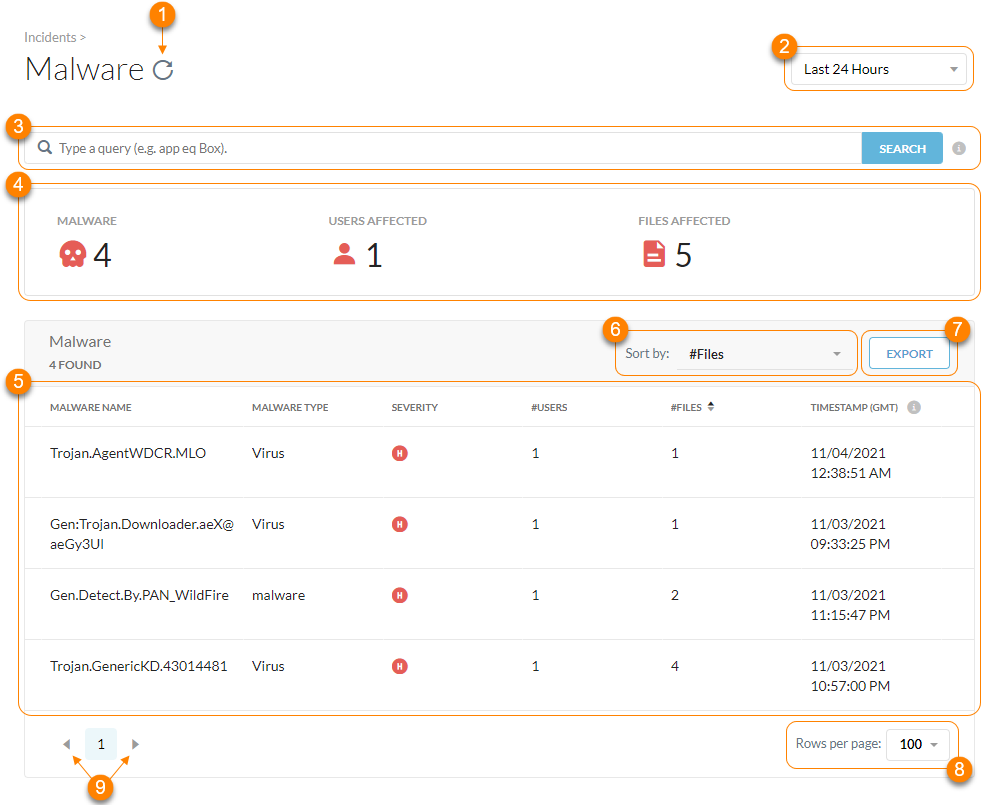 1
Incidents >
Malware
2
Last 24 Hours
3
Type a query (e.g. app eq Box).
SEARCH
i
4
MALWARE USERS AFFECTED FILES AFFECTED
4 1 5
Malware
4 FOUND
6
Sort by: #Files
7
EXPORT
5
MALWARE NAME MALWARE TYPE SEVERITY #USERS #FILES TIMESTAMP (GMT) i
Trojan.AgentWDCR.MLO Virus H 1 1 11/04/2021
12:38:51 AM
Gen:Trojan.Downloader.aeX@ Virus H 1 1 11/03/2021
aeGy3UI 09:33:25 PM
Gen.Detect.By.PAN_WildFire malware H 1 2 11/03/2021
11:15:47 PM
Trojan.GenericKD.43014481 Virus H 1 4 11/03/2021
10:57:00 PM
1
Rows per page: 100
9
8